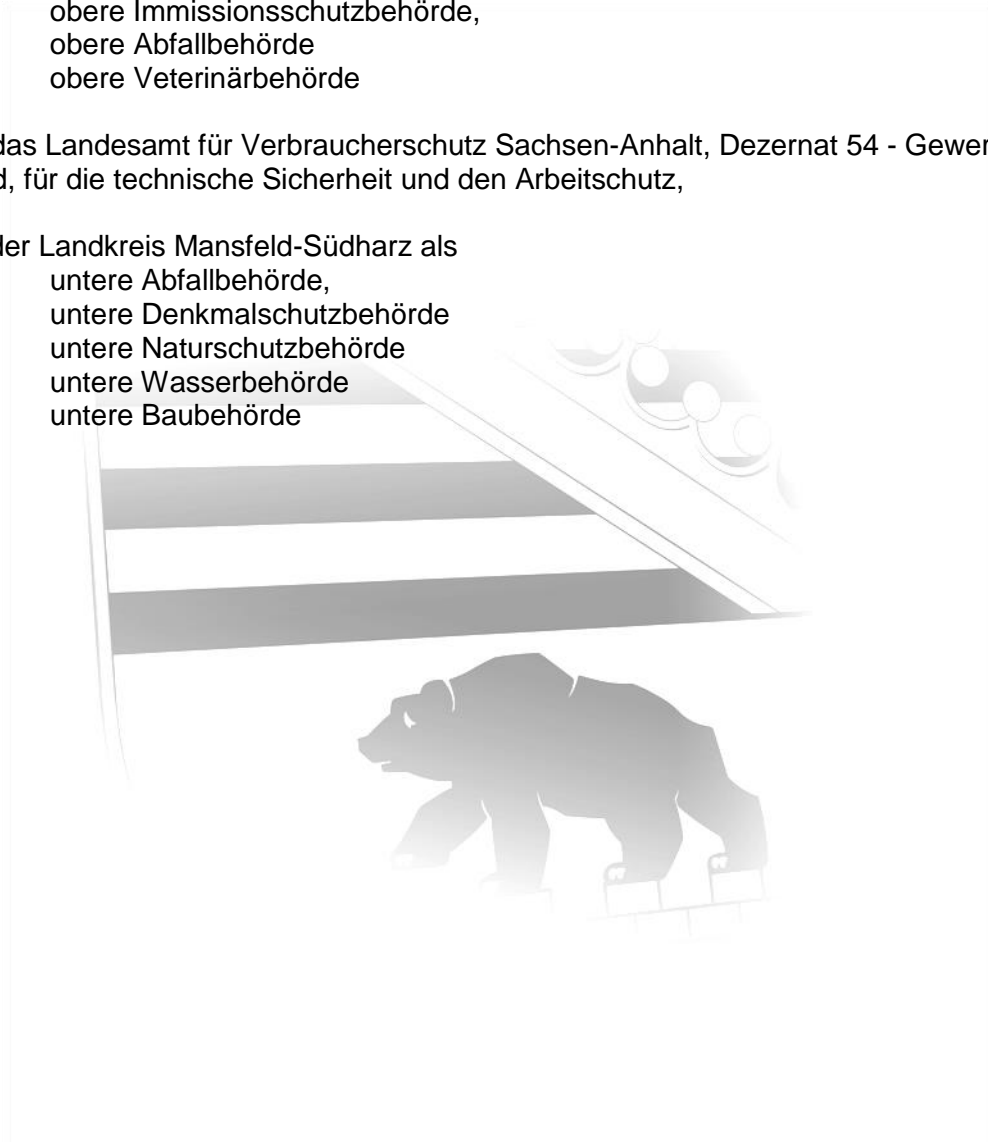 obere Immissionsschutzbehörde,
obere Abfallbehörde
obere Veterinärbehörde
das Landesamt für Verbraucherschutz Sachsen-Anhalt, Dezernat 54 - Gewer
d, für die technische Sicherheit und den Arbeitschutz,
der Landkreis Mansfeld-Südharz als
untere Abfallbehörde,
untere Denkmalschutzbehörde
untere Naturschutzbehörde
untere Wasserbehörde
untere Baubehörde